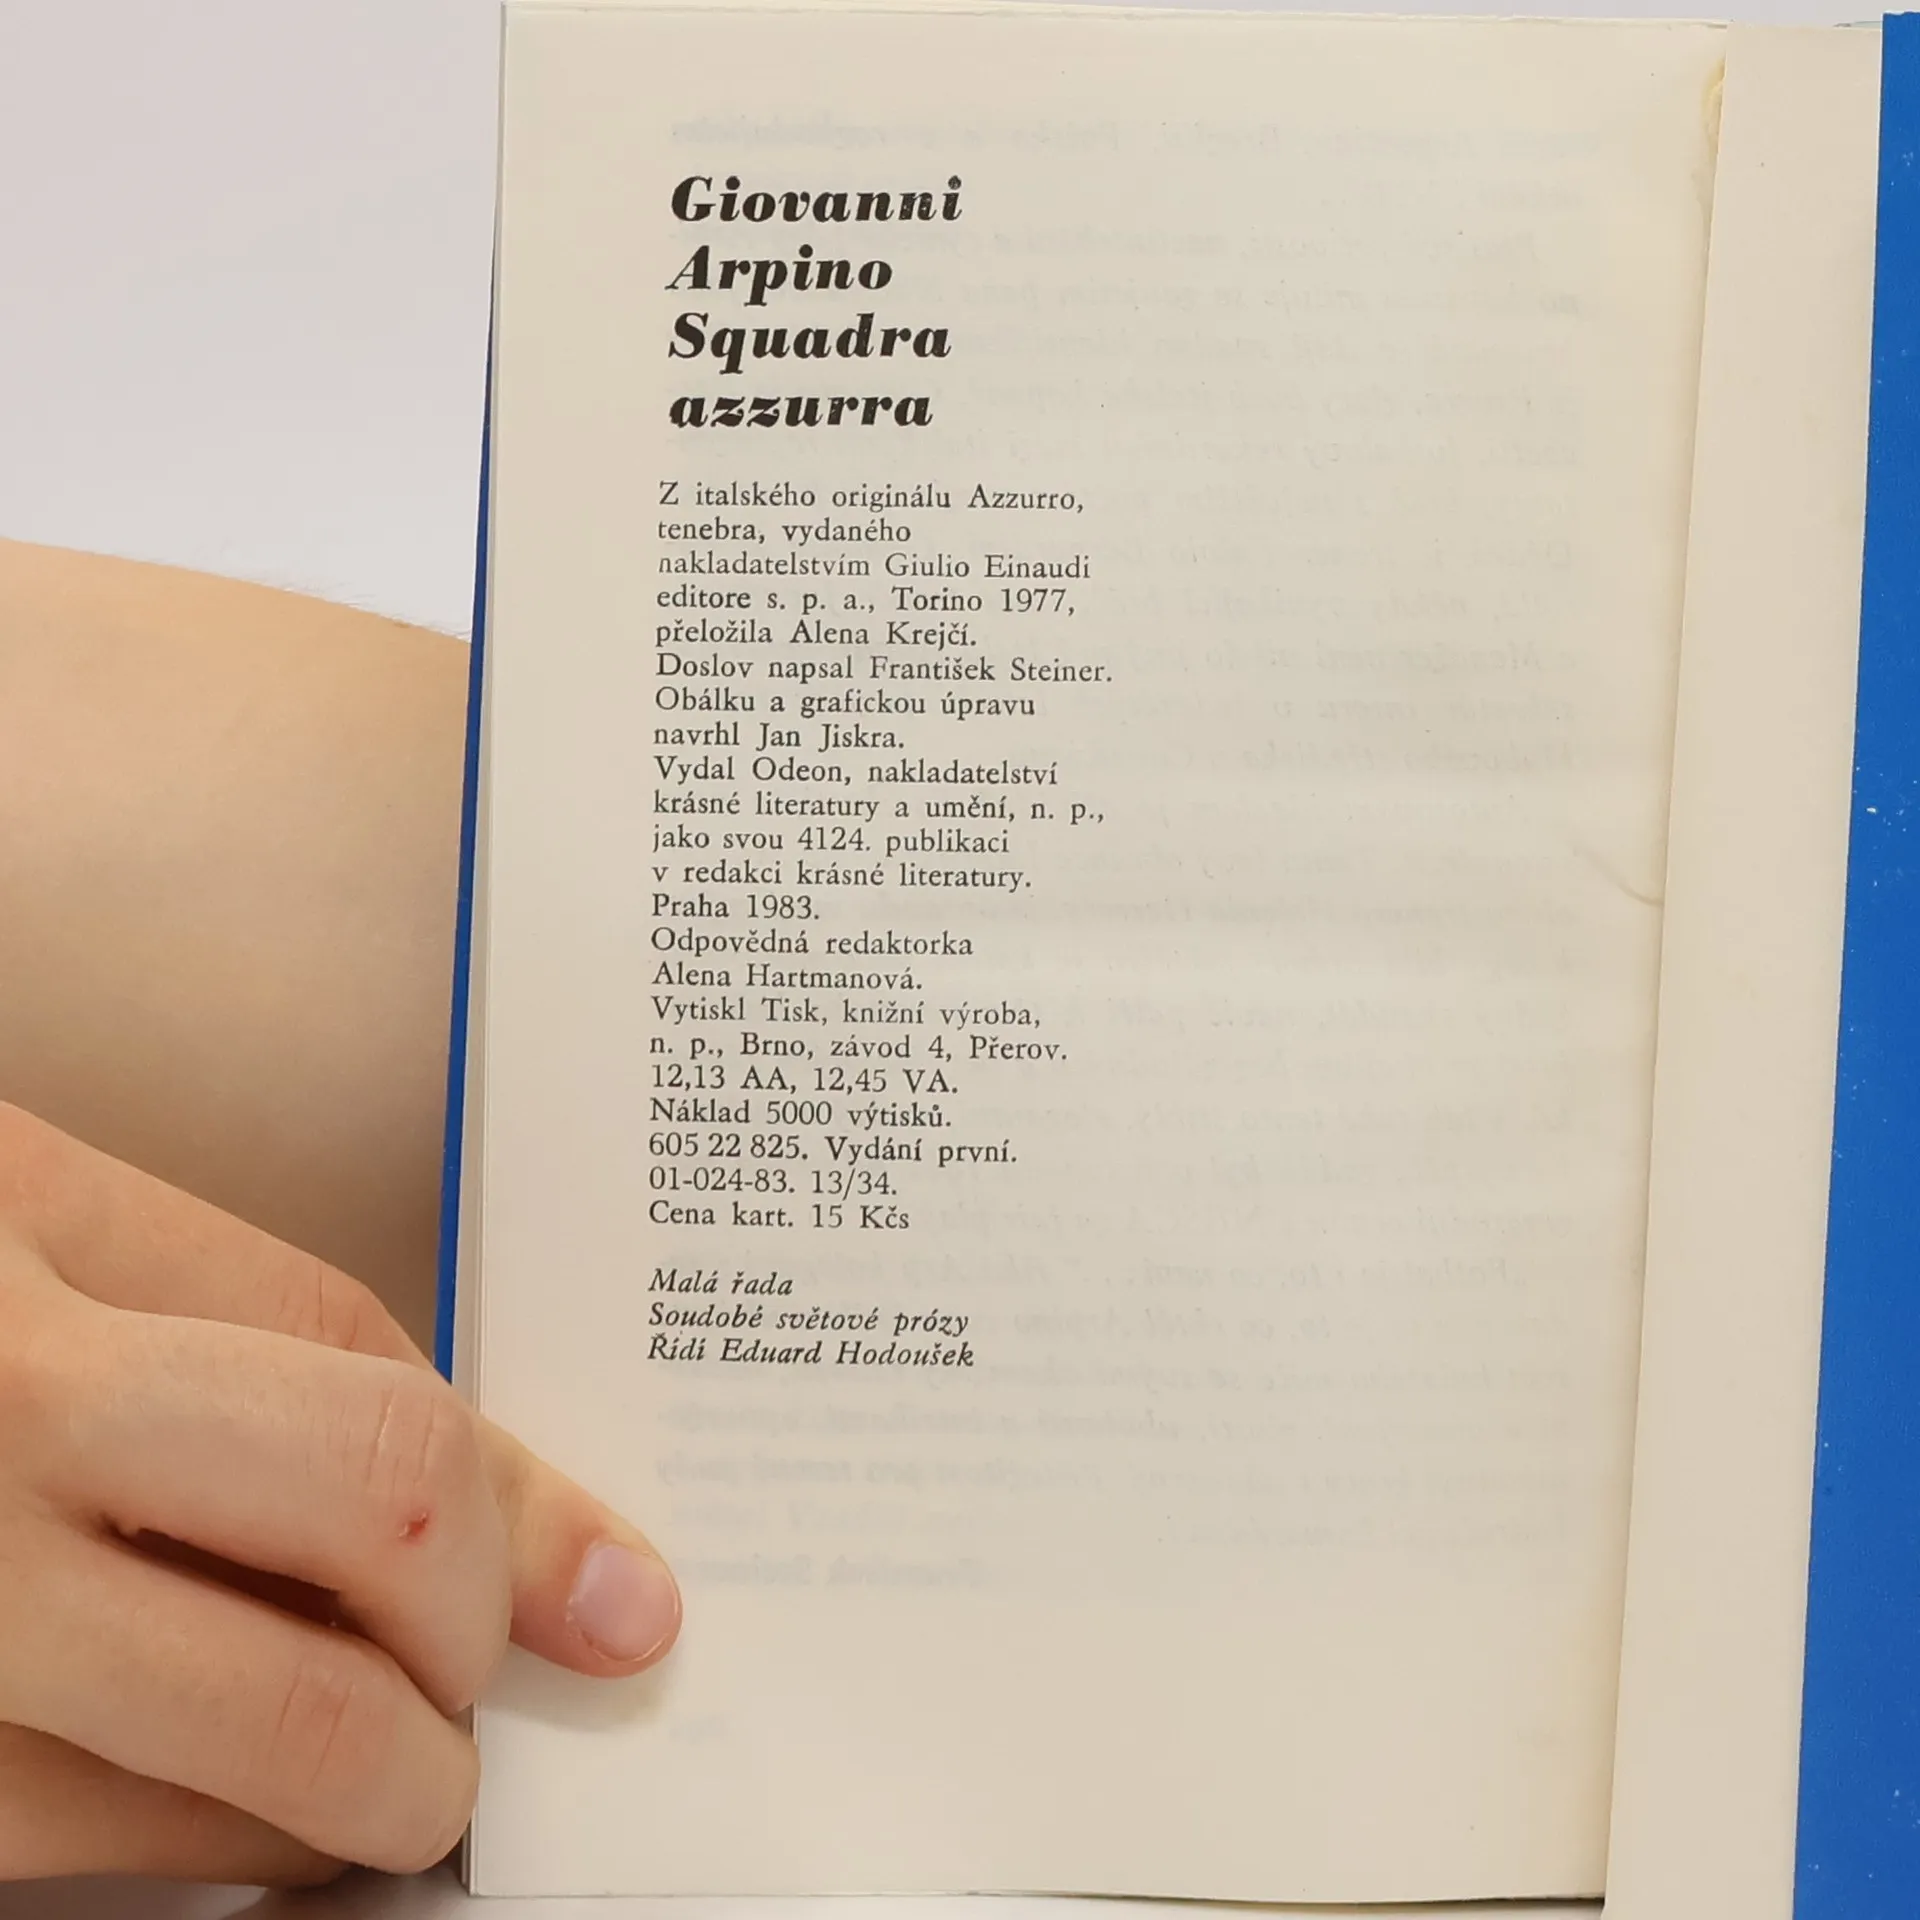 Giovanni
Arpino
Squadra
azzurra
Z italského originálu Azzurro,
tenebra, vydaného
nakladatelstvím Giulio Einaudi
editore s. p. a., Torino 1977,
přeložila Alena Krejčí.
Doslov napsal František Steiner.
Obálku a grafickou úpravu
navrhl Jan Jiskra.
Vydal Odeon, nakladatelství
krásné literatury a umění, n. p.,
jako svou 4124. publikaci
v redakci krásné literatury.
Praha 1983.
Odpovědná redaktorka
Alena Hartmanová.
Vytiskl Tisk, knižní výroba,
n. p., Brno, závod 4, Přerov.
12,13 AA, 12,45 VA.
Náklad 5000 výtisků.
605 22 825. Vydání první.
01-024-83. 13/34.
Cena kart. 15 Kčs
Malá řada
Soudobé světové prózy
Řídí Eduard Hodoušek